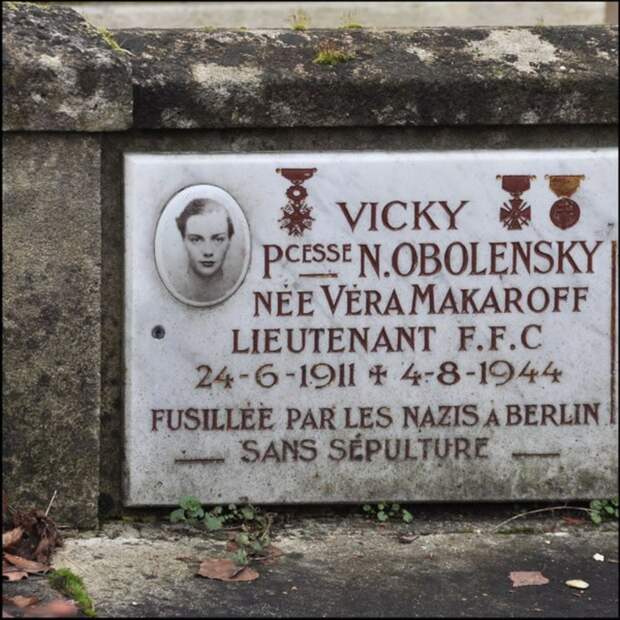 VICKY
PCESSE N. OBOLENSKY
NÉE VÉRA MAKAROFF
LIEUTENANT F.F.C
24-6-1911 ✝ 4-8-1944
FUSILLÉE PAR LES NAZIS A BERLIN
SANS SÉPULTURE